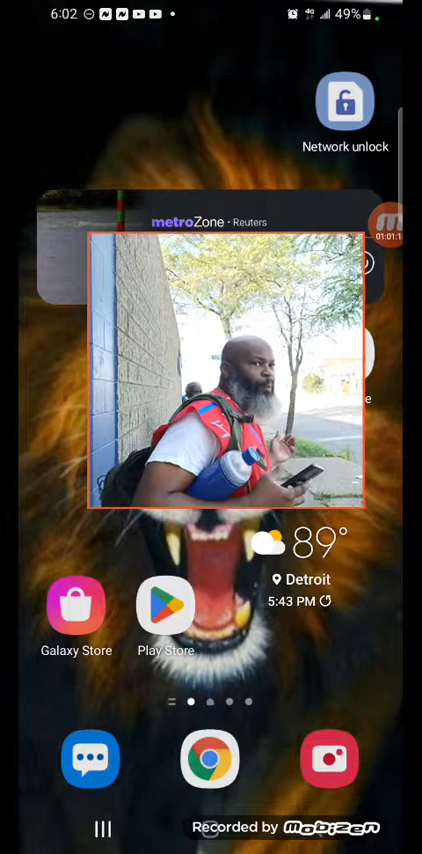 6:02
4G
49%
Network unlock
metroZone • Reuters
01:01:1
e
89°
Detroit
5:43 PM
Galaxy Store
Play Store
Recorded by mobizen